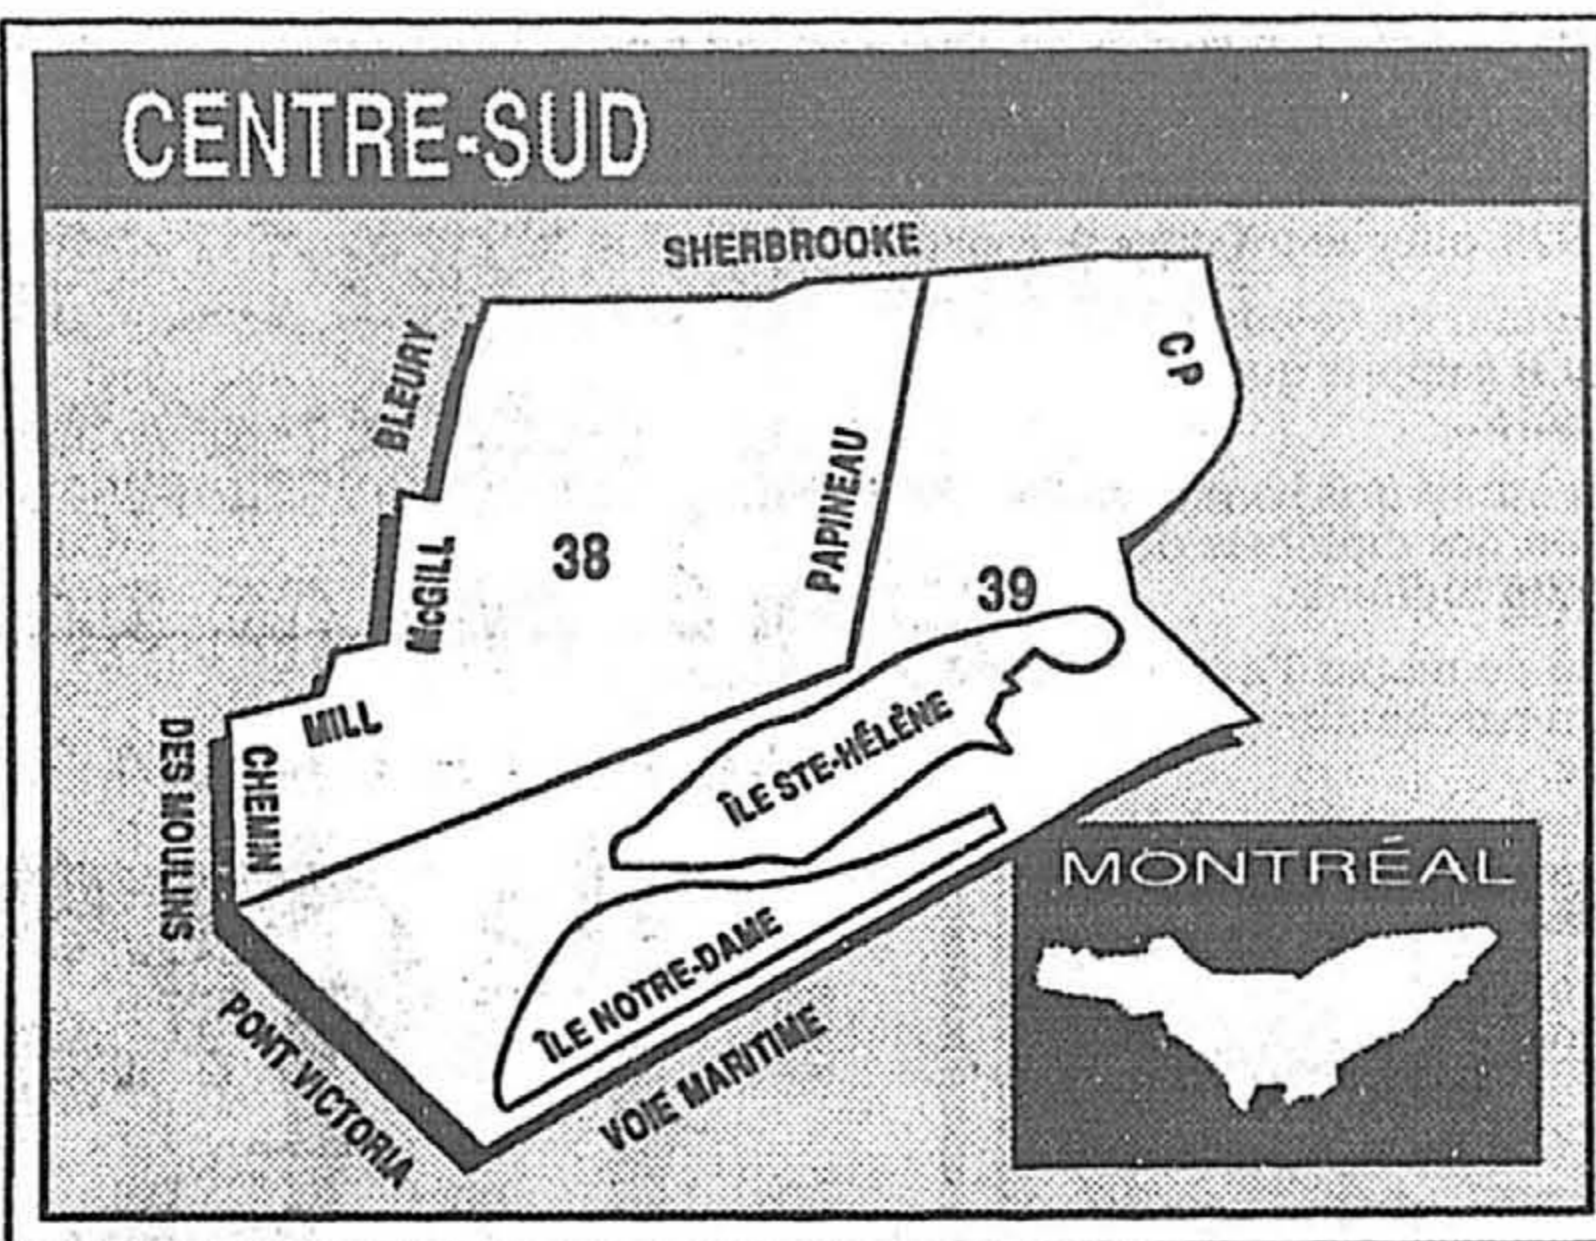 CENTRE-SUD
SHERBROOKE
BLEURY
CP
PAPINEAU
38
McGILL
39
MILL
ÎLE STE-HÉLÈNE
DES MOULINS
CHEMIN
MONTRÉAL
ÎLE NOTRE-DAME
PONT VICTORIA
VOIE MARITIME